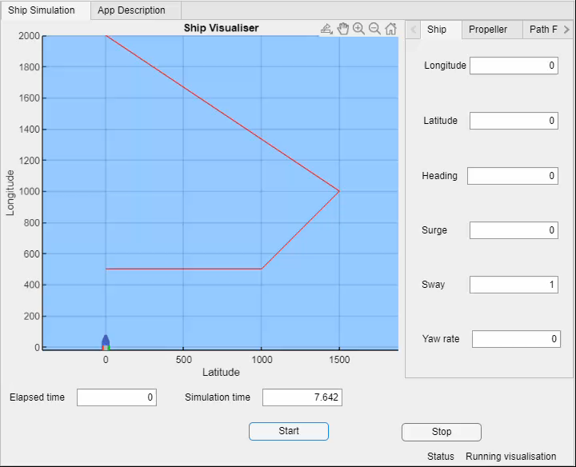 Ship Simulation App Description
Ship Visualiser
Ship Propeller Path F
2000
1800
1600
1400
1200
1000
800
600
400
200
0
Longitude
0 500 1000 1500
Latitude
Longitude 0
Latitude 0
Heading 0
Surge 0
Sway 1
Yaw rate 0
Elapsed time 0 Simulation time 7.642
Start Stop
Status Running visualisation